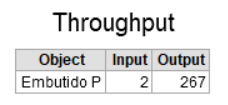 Throughput
Object Input Output
Embutido P 2 267